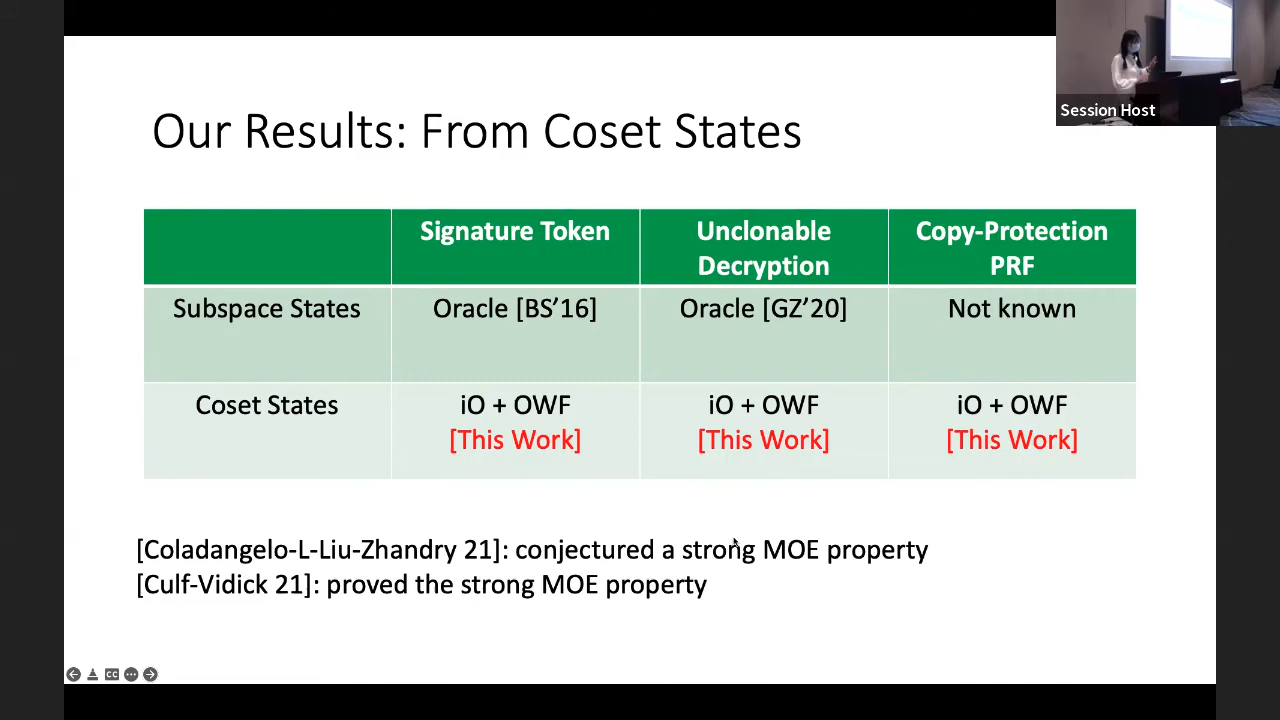 Session Host
Our Results: From Coset States
Signature Token
Unclonable
Decryption
Copy-Protection
PRF
Subspace States
Oracle [BS’16]
Oracle [GZ’20]
Not known
Coset States
iO + OWF
[This Work]
iO + OWF
[This Work]
iO + OWF
[This Work]
[Coladangelo-L-Liu-Zhandry 21]: conjectured a strong MOE property
[Culf-Vidick 21]: proved the strong MOE property
CC